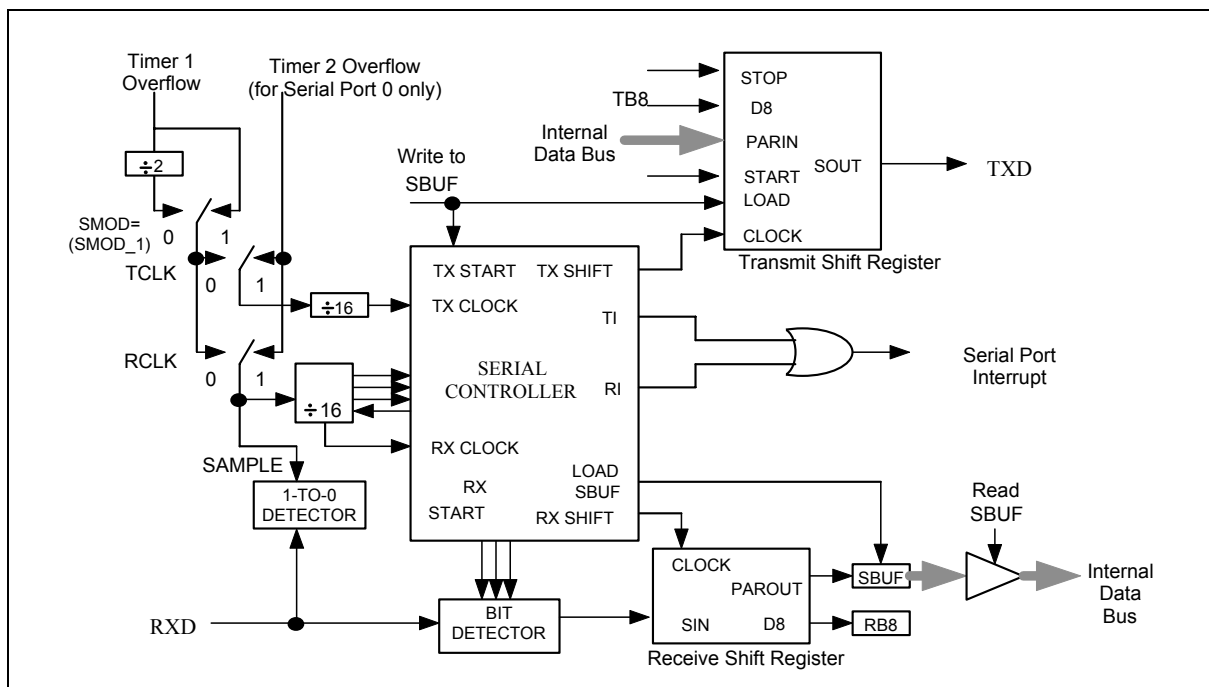 Timer 1
Overflow
Timer 2 Overflow
(for Serial Port 0 only)
÷2
SMOD=
(SMOD_1)
0
1
TCLK
0
1
RCLK
0
1
÷16
÷16
SAMPLE
1-TO-0
DETECTOR
RXD
Write to
SBUF
TX START
TX SHIFT
TX CLOCK
TI
SERIAL
CONTROLLER
RI
RX CLOCK
LOAD
SBUF
RX
START
RX SHIFT
BIT
DETECTOR
TB8
Internal
Data Bus
STOP
D8
PARIN
START
SOUT
LOAD
CLOCK
Transmit Shift Register
TXD
Serial Port
Interrupt
CLOCK
PAROUT
SIN
D8
Receive Shift Register
SBUF
RB8
Read
SBUF
Internal
Data
Bus